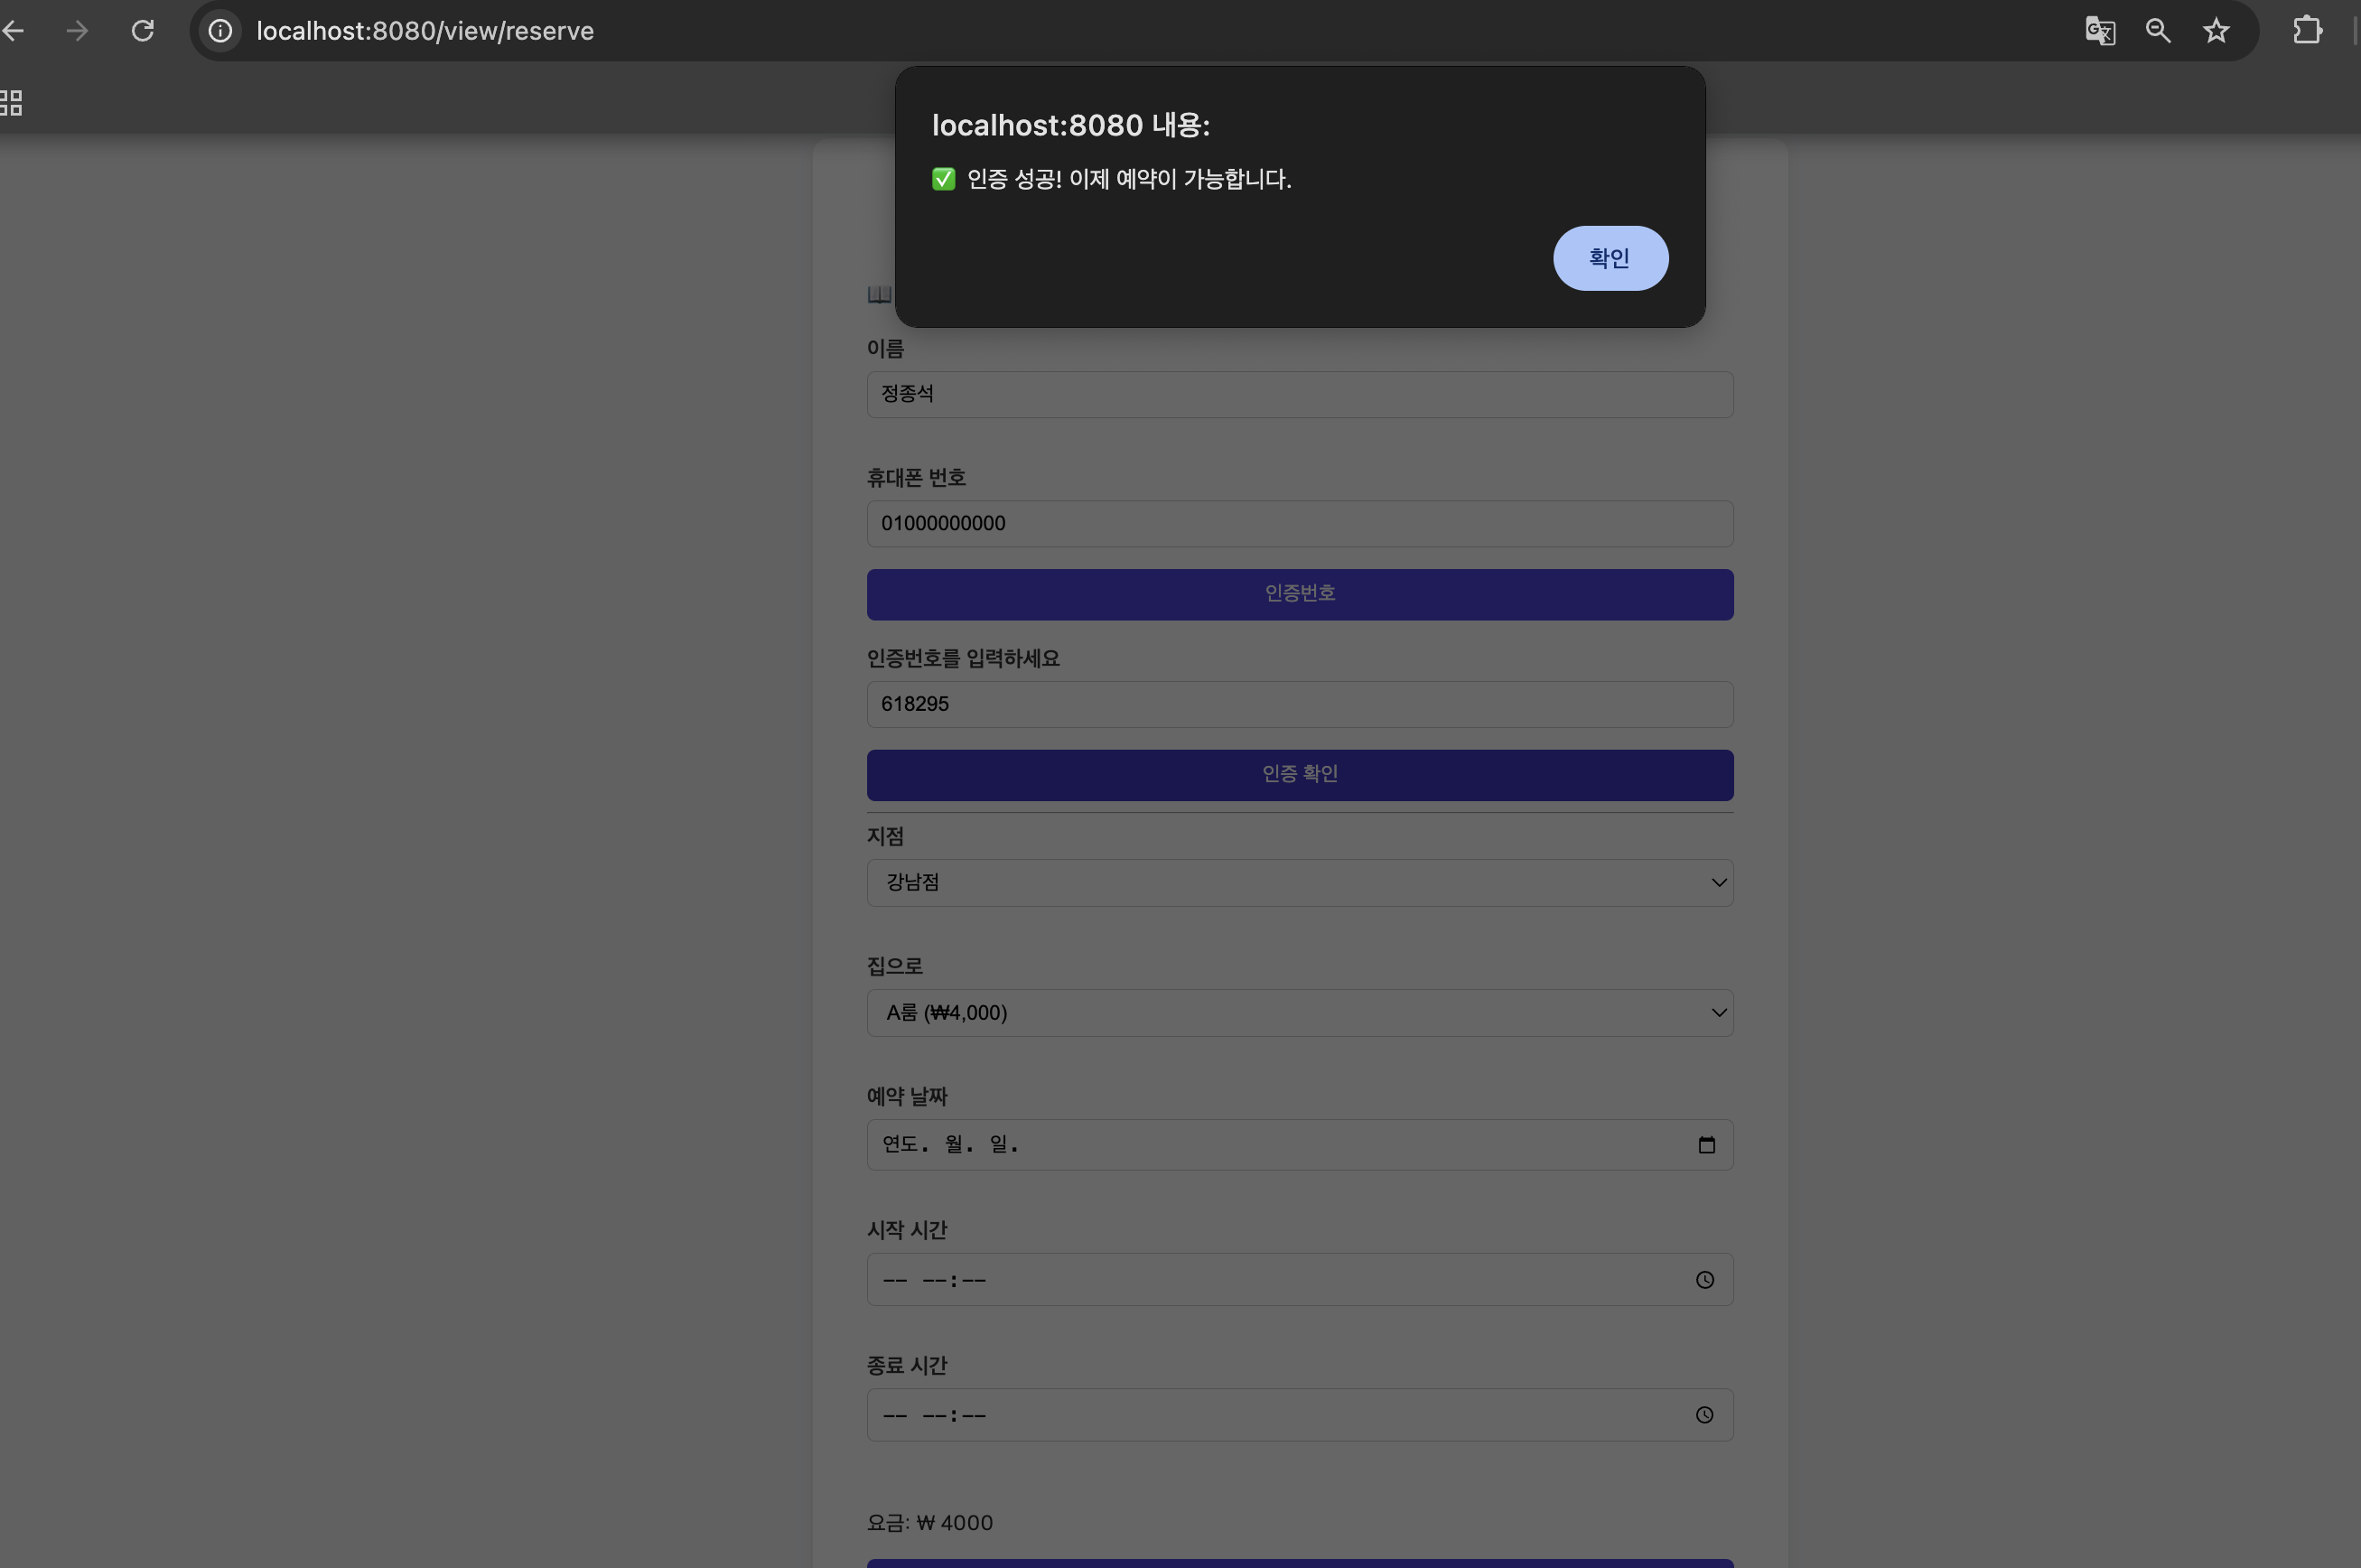 localhost:8080/view/reserve
localhost:8080 내용:
✅ 인증 성공! 이제 예약이 가능합니다.
확인
이름
정종석
휴대폰 번호
01000000000
인증번호
인증번호를 입력하세요
618295
인증 확인
지점
강남점
집으로
A룸 (₩4,000)
예약 날짜
연도. 월. 일.
시작 시간
-- --:--
종료 시간
-- --:--
요금: ₩ 4000